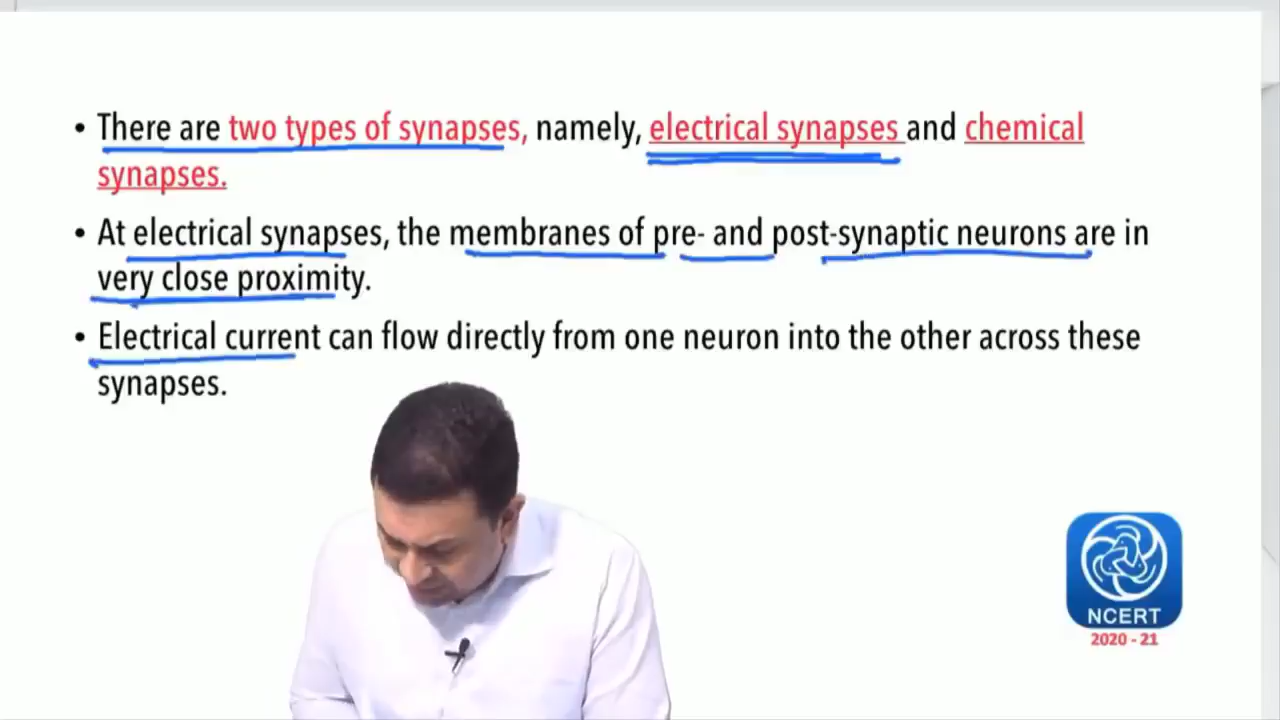 • There are two types of synapses, namely, electrical synapses and chemical
synapses.
• At electrical synapses, the membranes of pre- and post-synaptic neurons are in
very close proximity.
• Electrical current can flow directly from one neuron into the other across these
synapses.
NCERT
2020 - 21